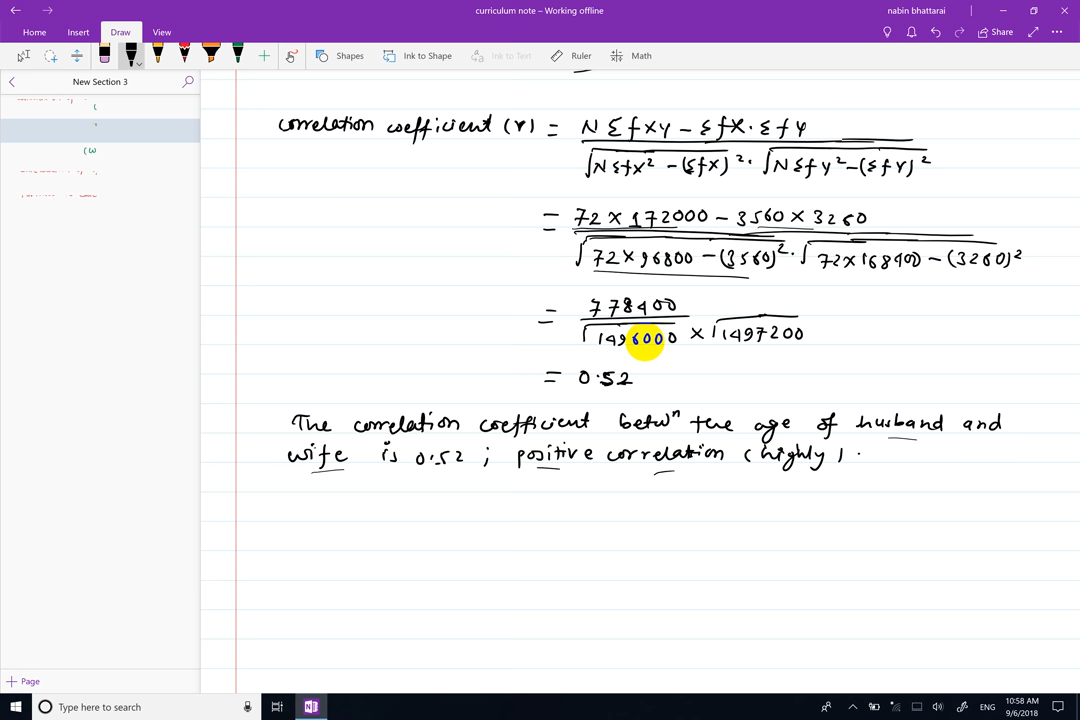 curriculum note – Working offline
nabin bhattarai
Home Insert Draw View
Share
Shapes Ink to Shape Ink to Text Ruler Math
New Section 3
correlation coefficient (r) = N Σfxy – Σfx. Σfy
√NΣfx² – (Σfx)². √NΣfy² – (Σfy)²
= 72 × 172000 – 3560 × 3260
√72 × 96800 – (3560)² . √72 × 168400 – (3260)²
= 778400
√1496000 × √1497200
= 0.52
The correlation coefficient betwⁿ the age of husband and
wife is 0.52 ; positive correlation (highly) .
Page
Type here to search
ENG
10:58 AM
9/6/2018